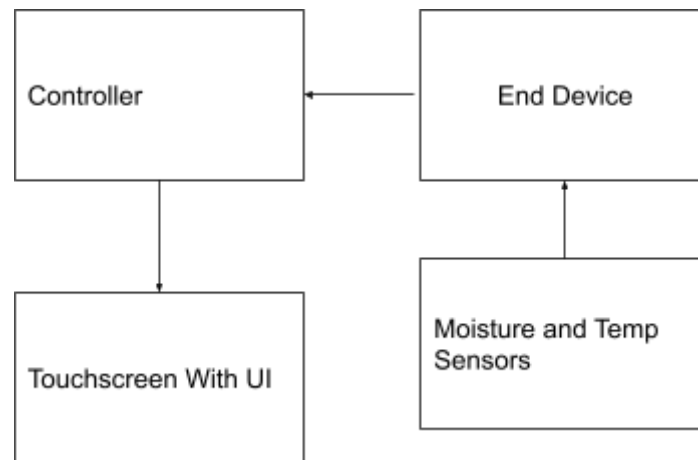 Controller
End Device
Touchscreen With UI
Moisture and Temp
Sensors